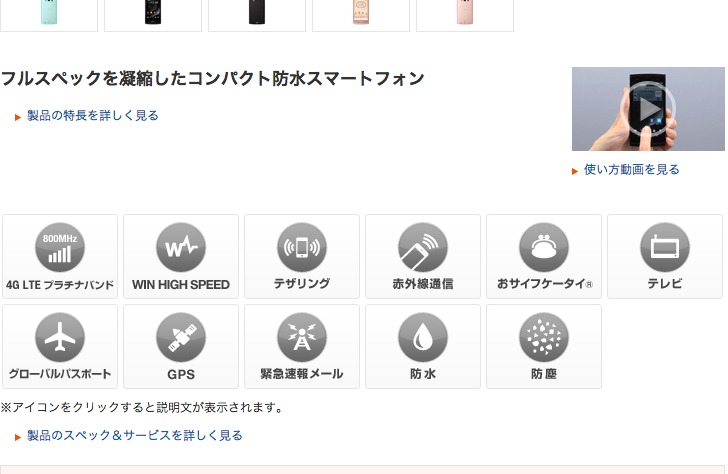 フルスペックを凝縮したコンパクト防水スマートフォン
製品の特長を詳しく見る
使い方動画を見る
800MHz
4G LTE プラチナバンド
W
WIN HIGH SPEED
テザリング
赤外線通信
おサイフケータイ®
テレビ
グローバルパスポート
GPS
緊急速報メール
防水
防塵
※アイコンをクリックすると説明文が表示されます。
製品のスペック＆サービスを詳しく見る